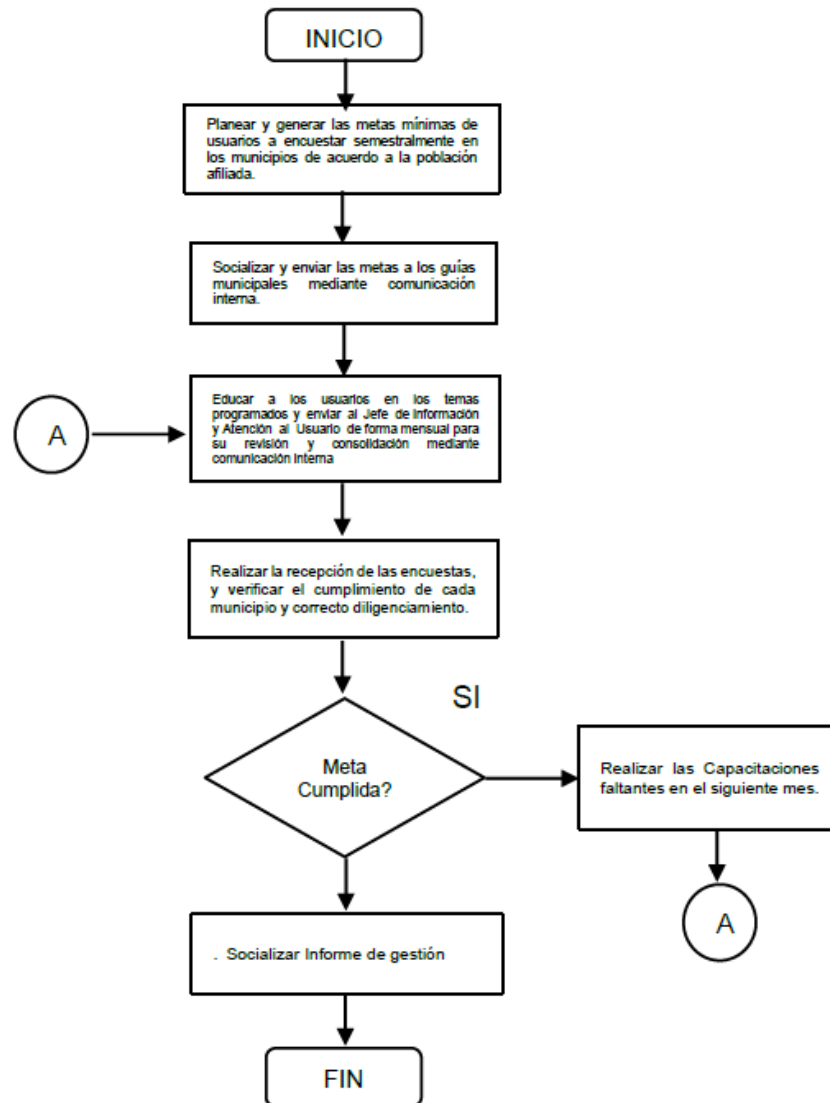 INICIO
Planear y generar las metas mínimas de
usuarios a encuestar semestralmente en
los municipios de acuerdo a la población
afiliada.
Socializar y enviar las metas a los guías
municipales mediante comunicación
interna.
Educar a los usuarios en los temas
programados y enviar al Jefe de Información
y Atención al Usuario de forma mensual para
su revisión y consolidación mediante
comunicación interna
A
Realizar la recepción de las encuestas,
y verificar el cumplimiento de cada
municipio y correcto diligenciamiento.
SI
Meta
Cumplida?
Realizar las Capacitaciones
faltantes en el siguiente mes.
A
. Socializar Informe de gestión
FIN